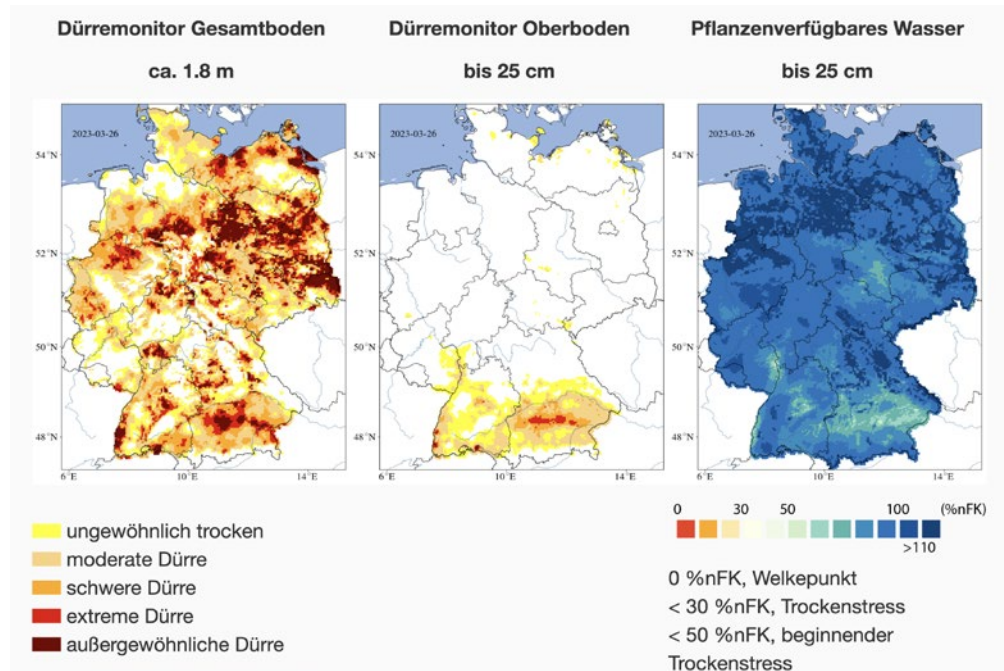 Dürremonitor Gesamtboden
ca. 1.8 m
Dürremonitor Oberboden
bis 25 cm
Pflanzenverfügbares Wasser
bis 25 cm
2023-03-26
54°N
52°N
50°N
48°N
6°E
10°E
14°E
2023-03-26
54°N
52°N
50°N
48°N
6°E
10°E
14°E
2023-03-26
54°N
52°N
50°N
48°N
6°E
10°E
14°E
ungewöhnlich trocken
moderate Dürre
schwere Dürre
extreme Dürre
außergewöhnliche Dürre
0 30 50 100 (%nFK)
>110
0 %nFK, Welkepunkt
< 30 %nFK, Trockenstress
< 50 %nFK, beginnender
Trockenstress